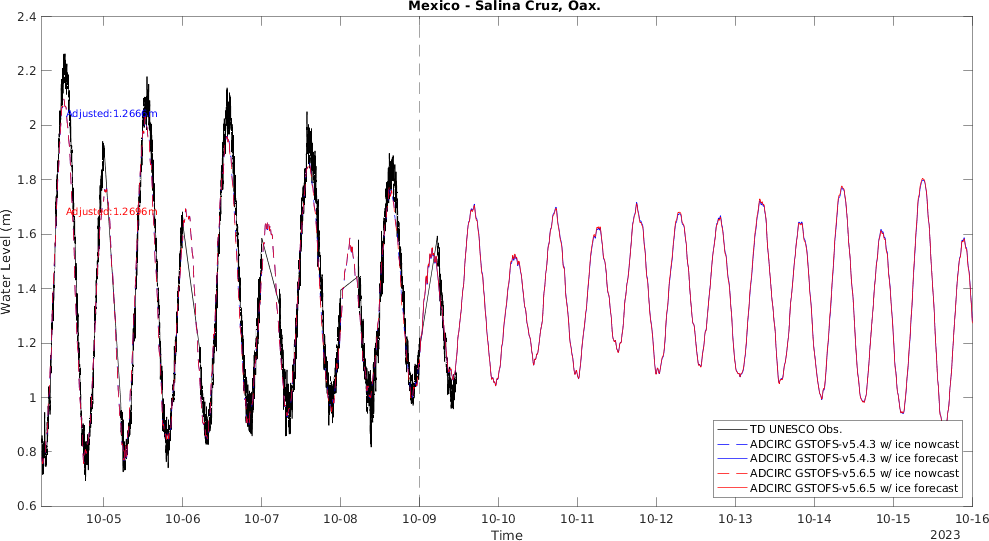 Mexico - Salina Cruz, Oax.
2.4
2.2
2
1.8
1.6
1.4
1.2
1
0.8
0.6
Water Level (m)
Adjusted:1.2696m
TD UNESCO Obs.
ADCIRC GSTOFS-v5.4.3 w/ ice nowcast
ADCIRC GSTOFS-v5.4.3 w/ ice forecast
ADCIRC GSTOFS-v5.6.5 w/ ice nowcast
ADCIRC GSTOFS-v5.6.5 w/ ice forecast
10-05
10-06
10-07
10-08
10-09
10-10
10-11
10-12
10-13
10-14
10-15
10-16
Time
2023